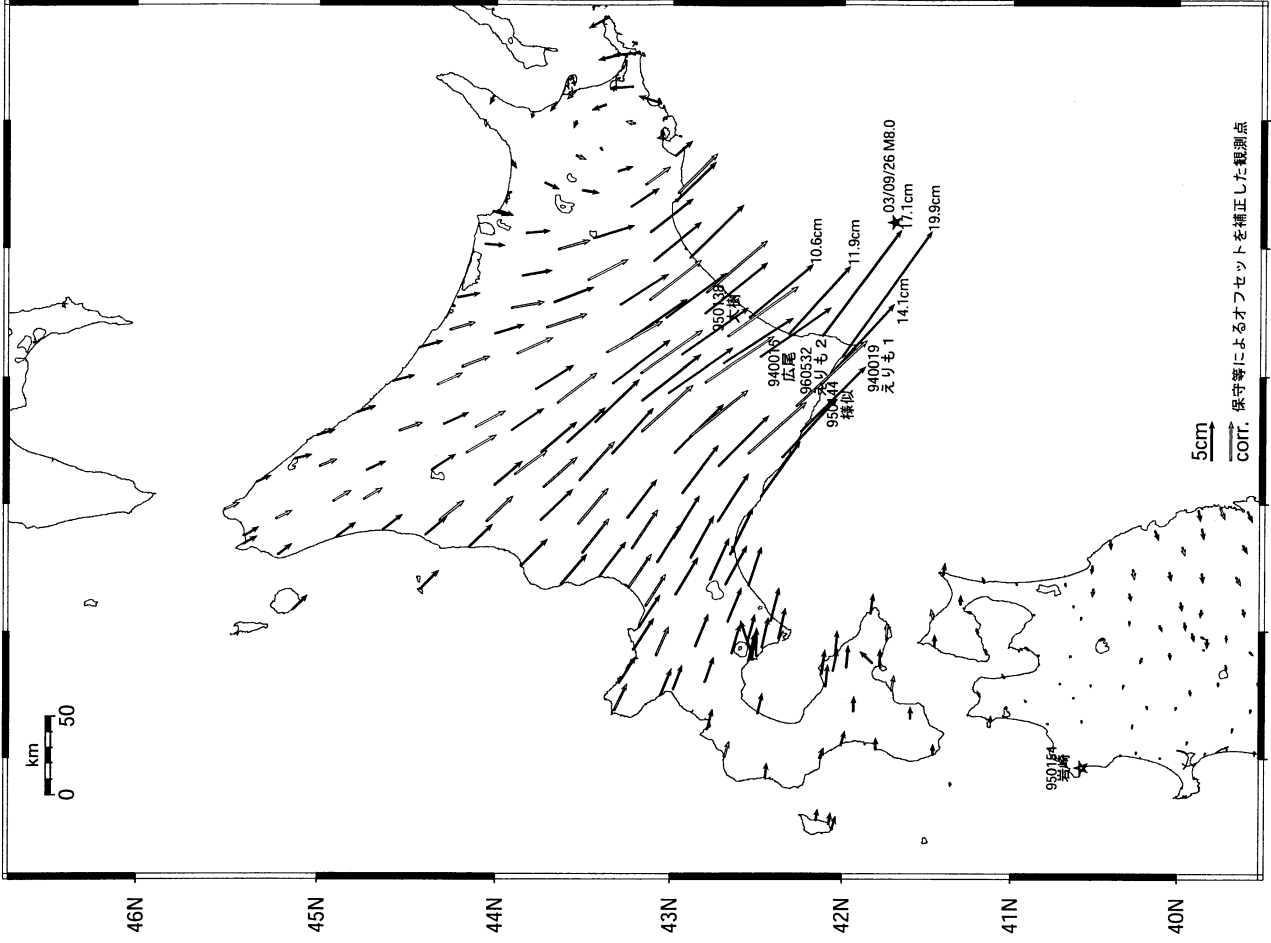 km
0 50
46N
45N
44N
43N
42N
41N
40N
03/09/26 M8.0
17.1cm
19.9cm
10.6cm
11.9cm
14.1cm
950138
大樹
940016
広尾
960532
えりも2
950144
様似
940019
えりも1
950154
岩崎
5cm
corr. 保守等によるオフセットを補正した観測点